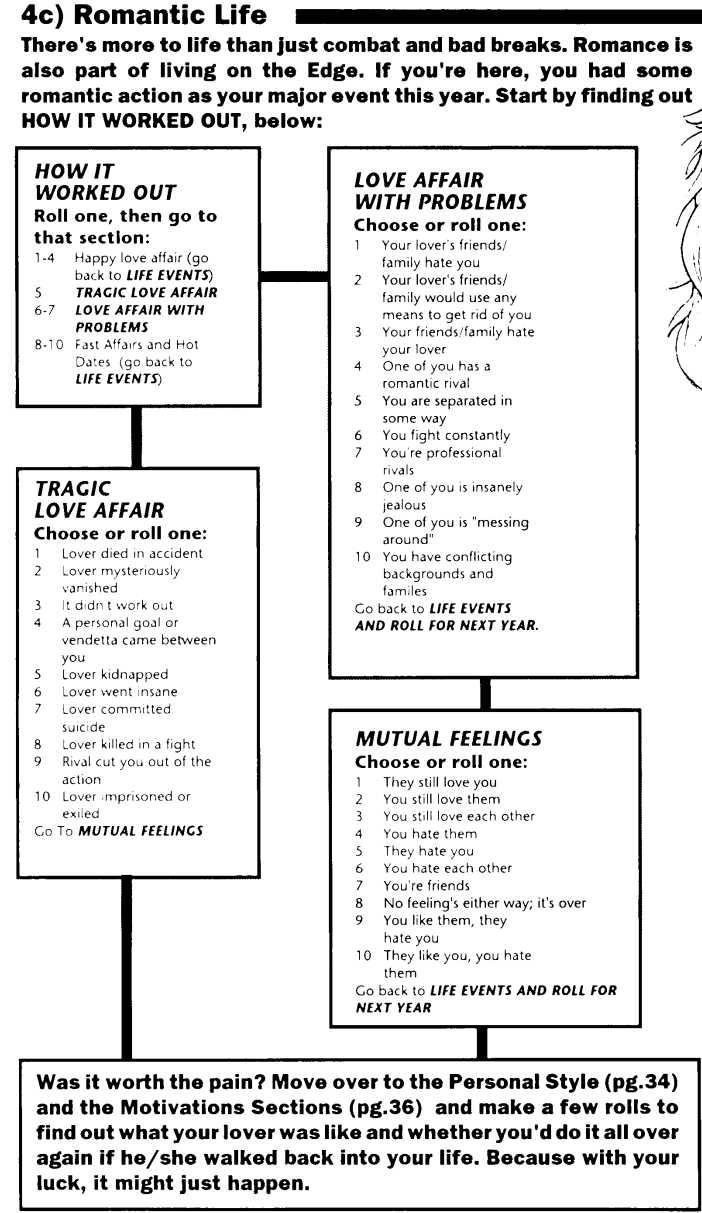 4c) Romantic Life
There's more to life than just combat and bad breaks. Romance is
also part of living on the Edge. If you're here, you had some
romantic action as your major event this year. Start by finding out
HOW IT WORKED OUT, below:
HOW IT
WORKED OUT
Roll one, then go to
that section:
1-4 Happy love affair (go
back to LIFE EVENTS)
5 TRAGIC LOVE AFFAIR
6-7 LOVE AFFAIR WITH
PROBLEMS
8-10 Fast Affairs and Hot
Dates (go back to
LIFE EVENTS)
TRAGIC
LOVE AFFAIR
Choose or roll one:
1 Lover died in accident
2 Lover mysteriously
vanished
3 It didn t work out
4 A personal goal or
vendetta came between
you
5 Lover kidnapped
6 Lover went insane
7 Lover committed
suicide
8 Lover killed in a fight
9 Rival cut you out of the
action
10 Lover imprisoned or
exiled
Go To MUTUAL FEELINGS
LOVE AFFAIR
WITH PROBLEMS
Choose or roll one:
1 Your lover's friends/
family hate you
2 Your lover's friends/
family would use any
means to get rid of you
3 Your friends/family hate
your lover
4 One of you has a
romantic rival
5 You are separated in
some way
6 You fight constantly
7 You're professional
rivals
8 One of you is insanely
jealous
9 One of you is "messing
around"
10 You have conflicting
backgrounds and
familes
Go back to LIFE EVENTS
AND ROLL FOR NEXT YEAR.
MUTUAL FEELINGS
Choose or roll one:
1 They still love you
2 You still love them
3 You still love each other
4 You hate them
5 They hate you
6 You hate each other
7 You're friends
8 No feeling's either way; it's over
9 You like them, they
hate you
10 They like you, you hate
them
Go back to LIFE EVENTS AND ROLL FOR
NEXT YEAR
Was it worth the pain? Move over to the Personal Style (pg.34)
and the Motivations Sections (pg.36) and make a few rolls to
find out what your lover was like and whether you'd do it all over
again if he/she walked back into your life. Because with your
luck, it might just happen.